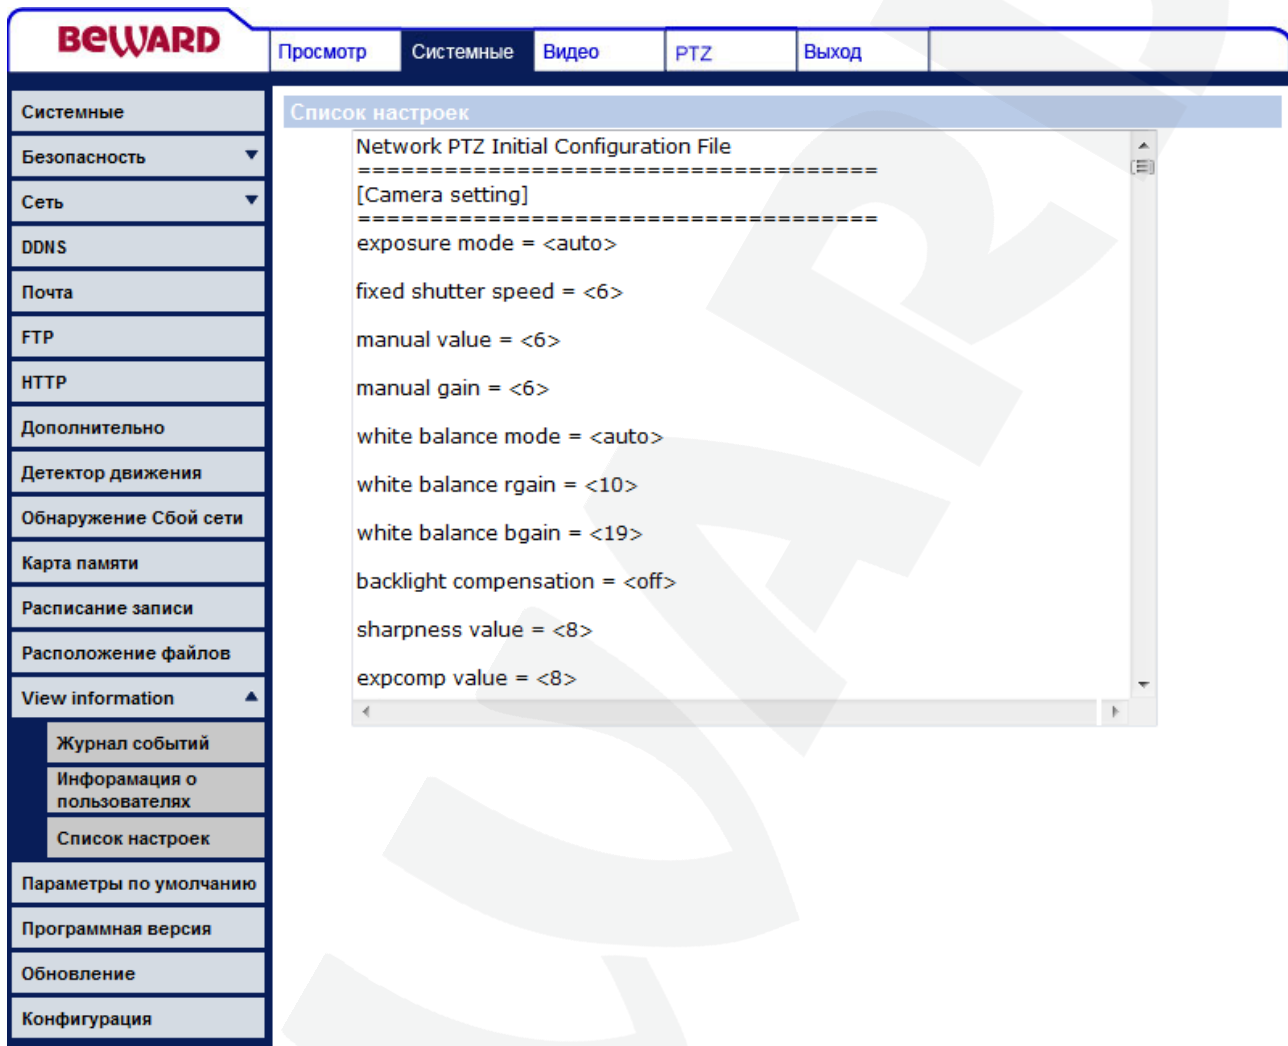 BEWARD
Просмотр Системные Видео PTZ Выход
Системные
Безопасность
Сеть
DDNS
Почта
FTP
HTTP
Дополнительно
Детектор движения
Обнаружение Сбой сети
Карта памяти
Расписание записи
Расположение файлов
View information
Журнал событий
Инфорамация о
пользователях
Список настроек
Параметры по умолчанию
Программная версия
Обновление
Конфигурация
Список настроек
Network PTZ Initial Configuration File
====================================
[Camera setting]
====================================
exposure mode = <auto>
fixed shutter speed = <6>
manual value = <6>
manual gain = <6>
white balance mode = <auto>
white balance rgain = <10>
white balance bgain = <19>
backlight compensation = <off>
sharpness value = <8>
expcomp value = <8>